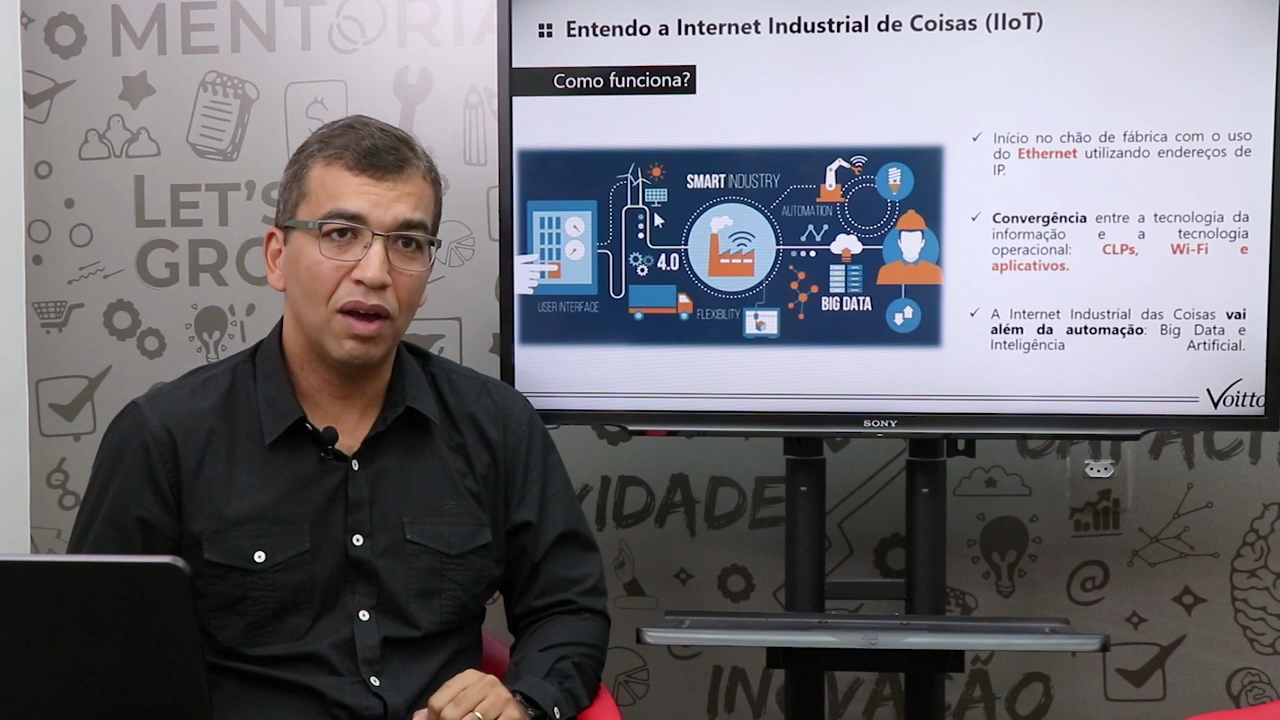 MENTORIA
LET'S
GRO
Entendo a Internet Industrial de Coisas (IIoT)
Como funciona?
SMART INDUSTRY
AUTOMATION
4.0
USER INTERFACE
FLEXIBILITY
BIG DATA
✓ Início no chão de fábrica com o uso
do Ethernet utilizando endereços de
IP.
✓ Convergência entre a tecnologia da
informação e a tecnologia
operacional: CLPs, Wi-Fi e
aplicativos.
✓ A Internet Industrial das Coisas vai
além da automação: Big Data e
Inteligência Artificial.
Voitto
SONY
VIDADE
INOVAÇÃO